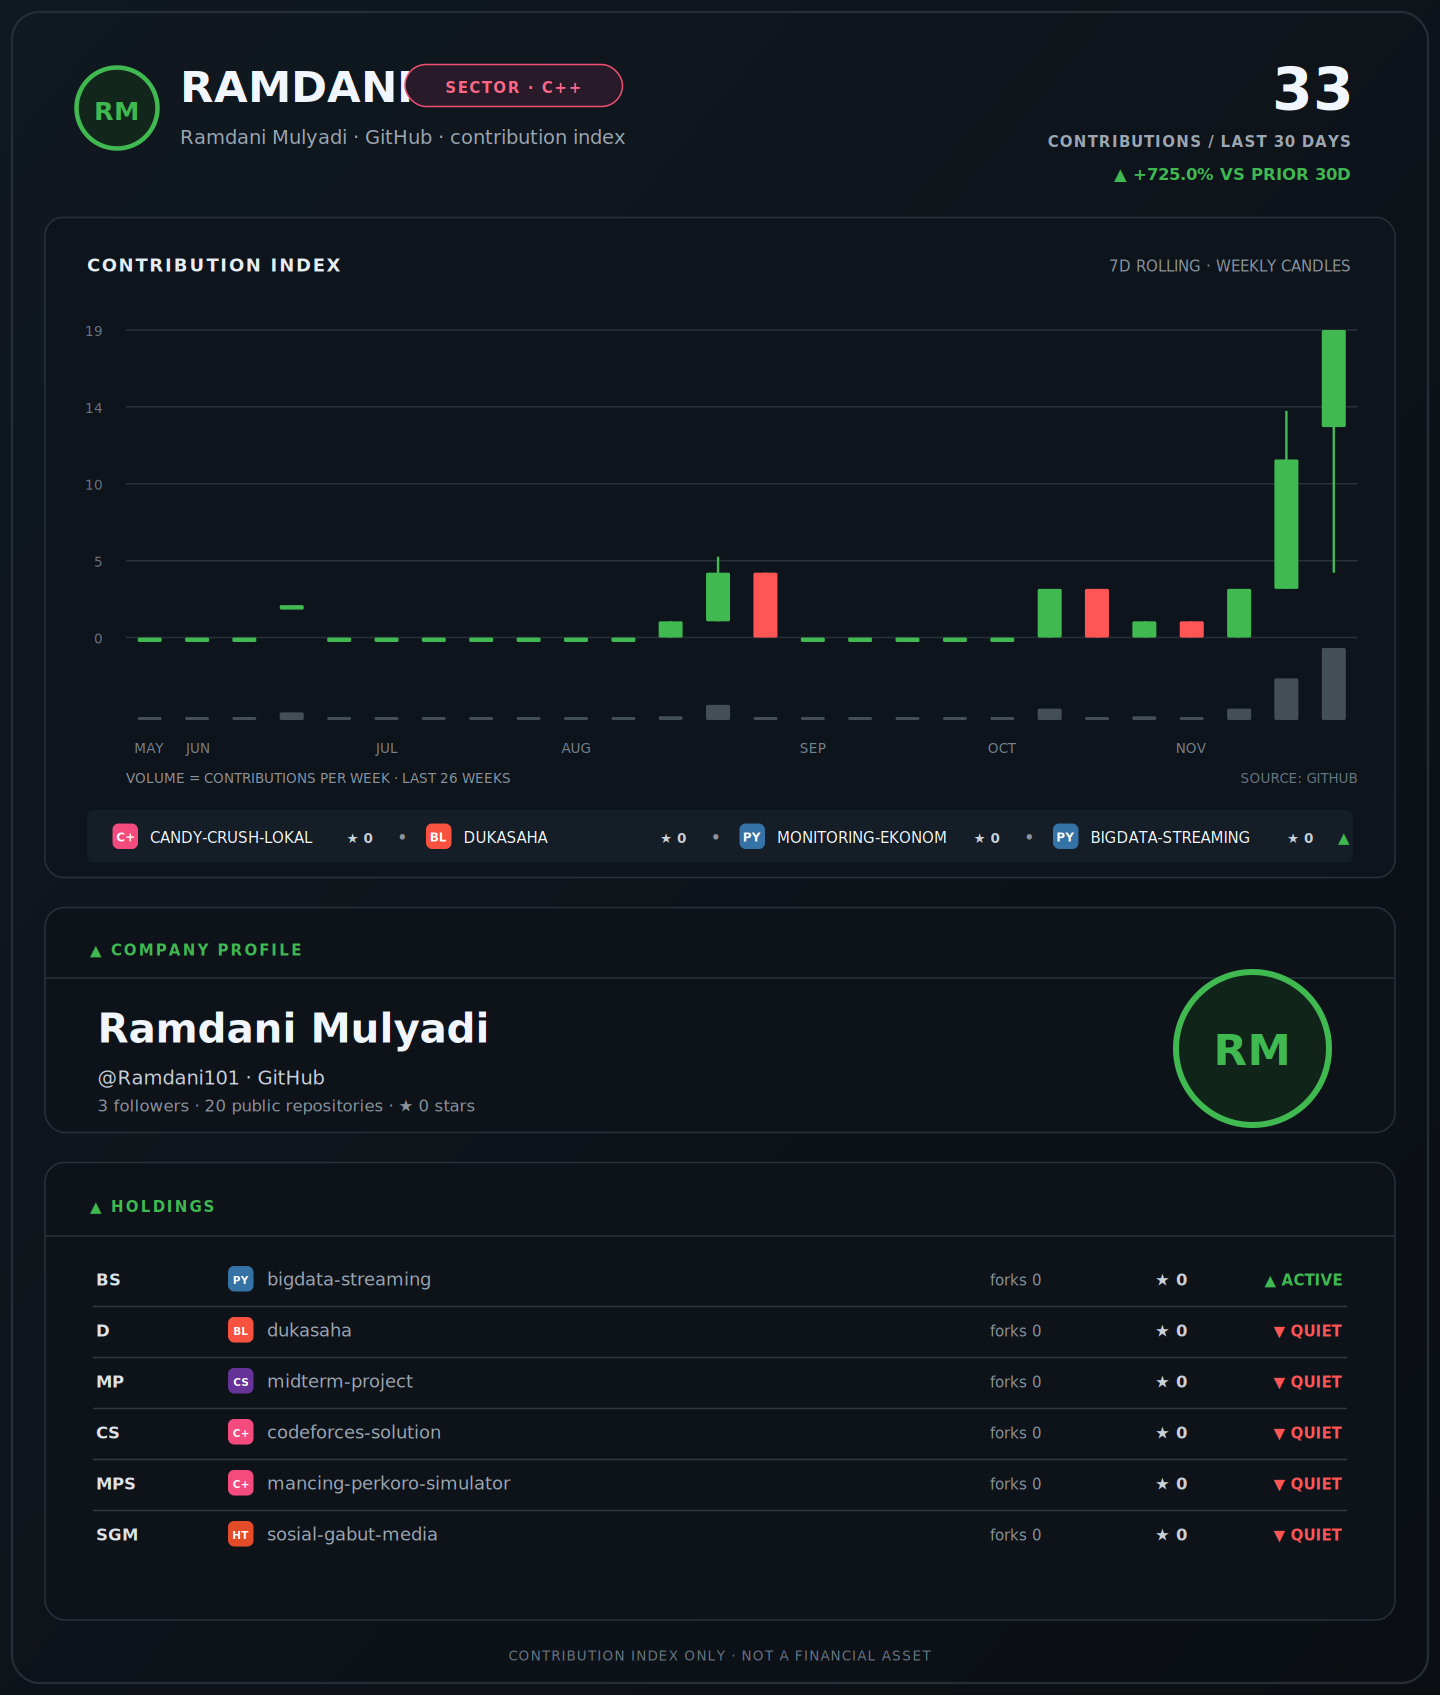 RM
RAMDANI
SECTOR · C++
Ramdani Mulyadi · GitHub · contribution index
33
CONTRIBUTIONS / LAST 30 DAYS
▲ +725.0% VS PRIOR 30D
CONTRIBUTION INDEX
7D ROLLING · WEEKLY CANDLES
19
14
10
5
0
MAY JUN JUL AUG SEP OCT NOV
VOLUME = CONTRIBUTIONS PER WEEK · LAST 26 WEEKS
SOURCE: GITHUB
C+ CANDY-CRUSH-LOKAL ★ 0 • BL DUKASAHA ★ 0 • PY MONITORING-EKONOM ★ 0 • PY BIGDATA-STREAMING ★ 0 ▲
▲ COMPANY PROFILE
Ramdani Mulyadi
@Ramdani101 · GitHub
3 followers · 20 public repositories · ★ 0 stars
RM
▲ HOLDINGS
BS PY bigdata-streaming forks 0 ★ 0 ▲ ACTIVE
D BL dukasaha forks 0 ★ 0 ▼ QUIET
MP CS midterm-project forks 0 ★ 0 ▼ QUIET
CS C+ codeforces-solution forks 0 ★ 0 ▼ QUIET
MPS C+ mancing-perkoro-simulator forks 0 ★ 0 ▼ QUIET
SGM HT sosial-gabut-media forks 0 ★ 0 ▼ QUIET
CONTRIBUTION INDEX ONLY · NOT A FINANCIAL ASSET